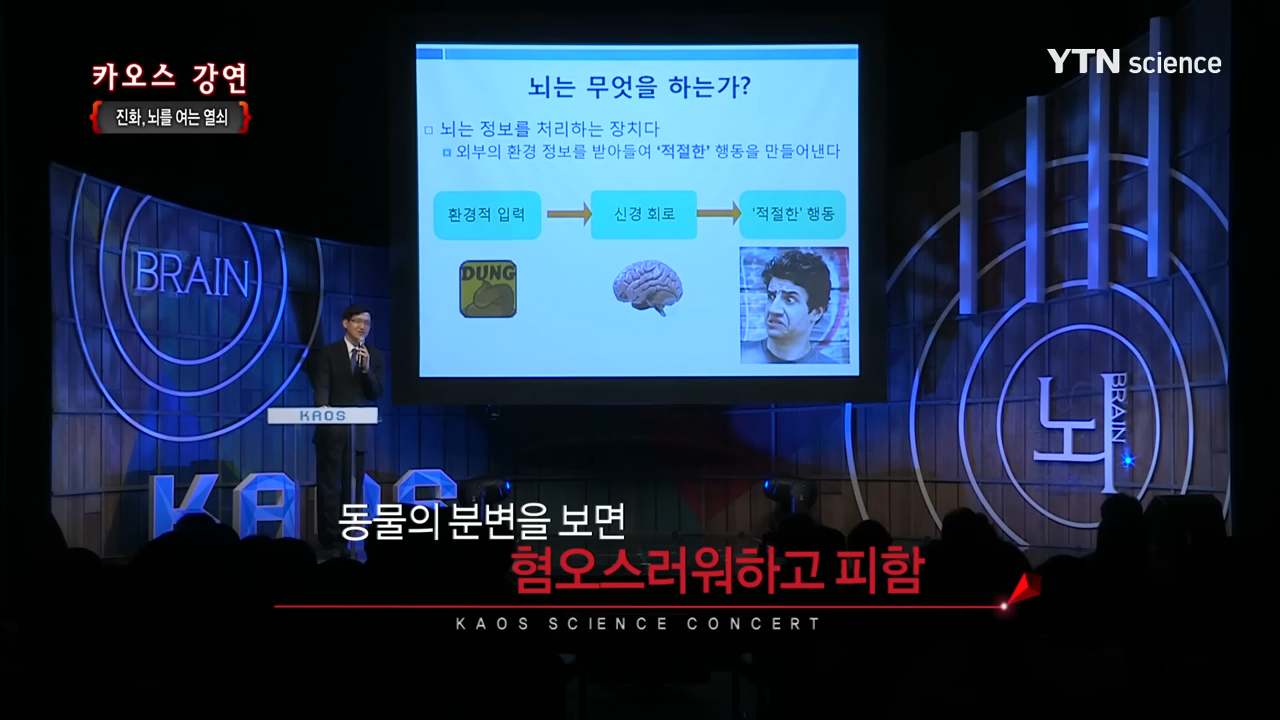 카오스 강연
진화, 뇌를 여는 열쇠
YTN science
뇌는 무엇을 하는가?
뇌는 정보를 처리하는 장치다
외부의 환경 정보를 받아들여 ‘적절한’ 행동을 만들어낸다
환경적 입력
신경 회로
‘적절한’ 행동
DUNG
BRAIN
KAOS
뇌
BRAIN
KAOS
동물의 분변을 보면
혐오스러워하고 피함
KAOS SCIENCE CONCERT